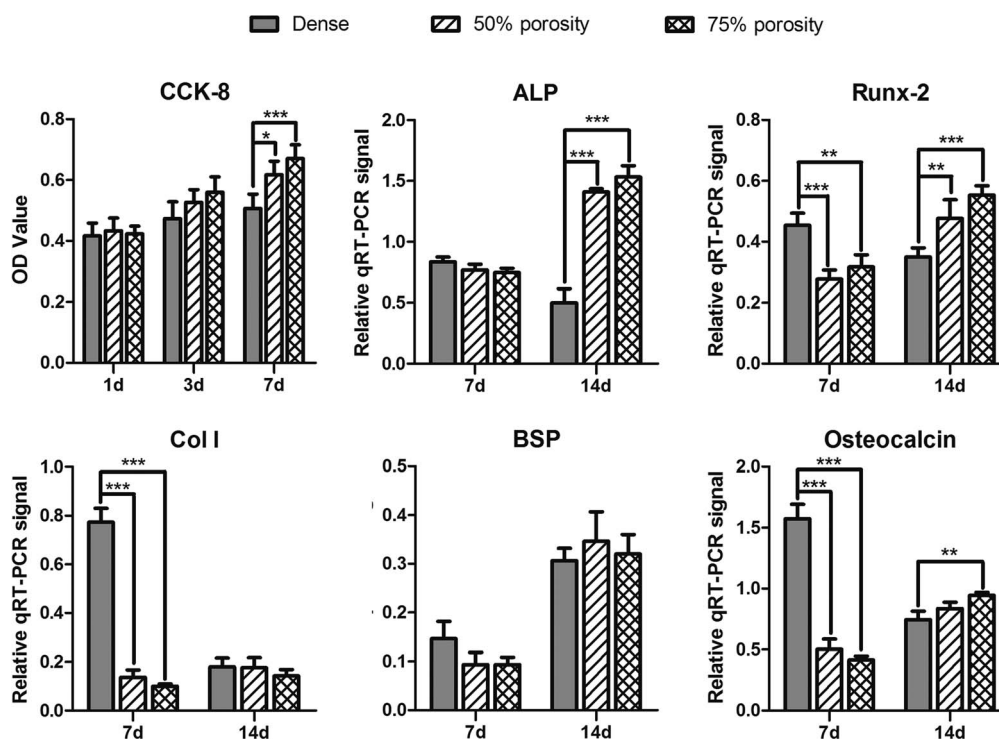 Dense 50% porosity 75% porosity
CCK-8
OD Value
0.8
0.6
0.4
0.2
0.0
***
*
1d 3d 7d
ALP
Relative qRT-PCR signal
2.0
1.5
1.0
0.5
0.0
***
***
7d 14d
Runx-2
Relative qRT-PCR signal
0.8
0.6
0.4
0.2
0.0
**
***
***
**
7d 14d
Col I
Relative qRT-PCR signal
0.8
0.6
0.4
0.2
0.0
***
***
7d 14d
BSP
0.5
0.4
0.3
0.2
0.1
0.0
7d 14d
Osteocalcin
Relative qRT-PCR signal
2.0
1.5
1.0
0.5
0.0
***
***
**
7d 14d